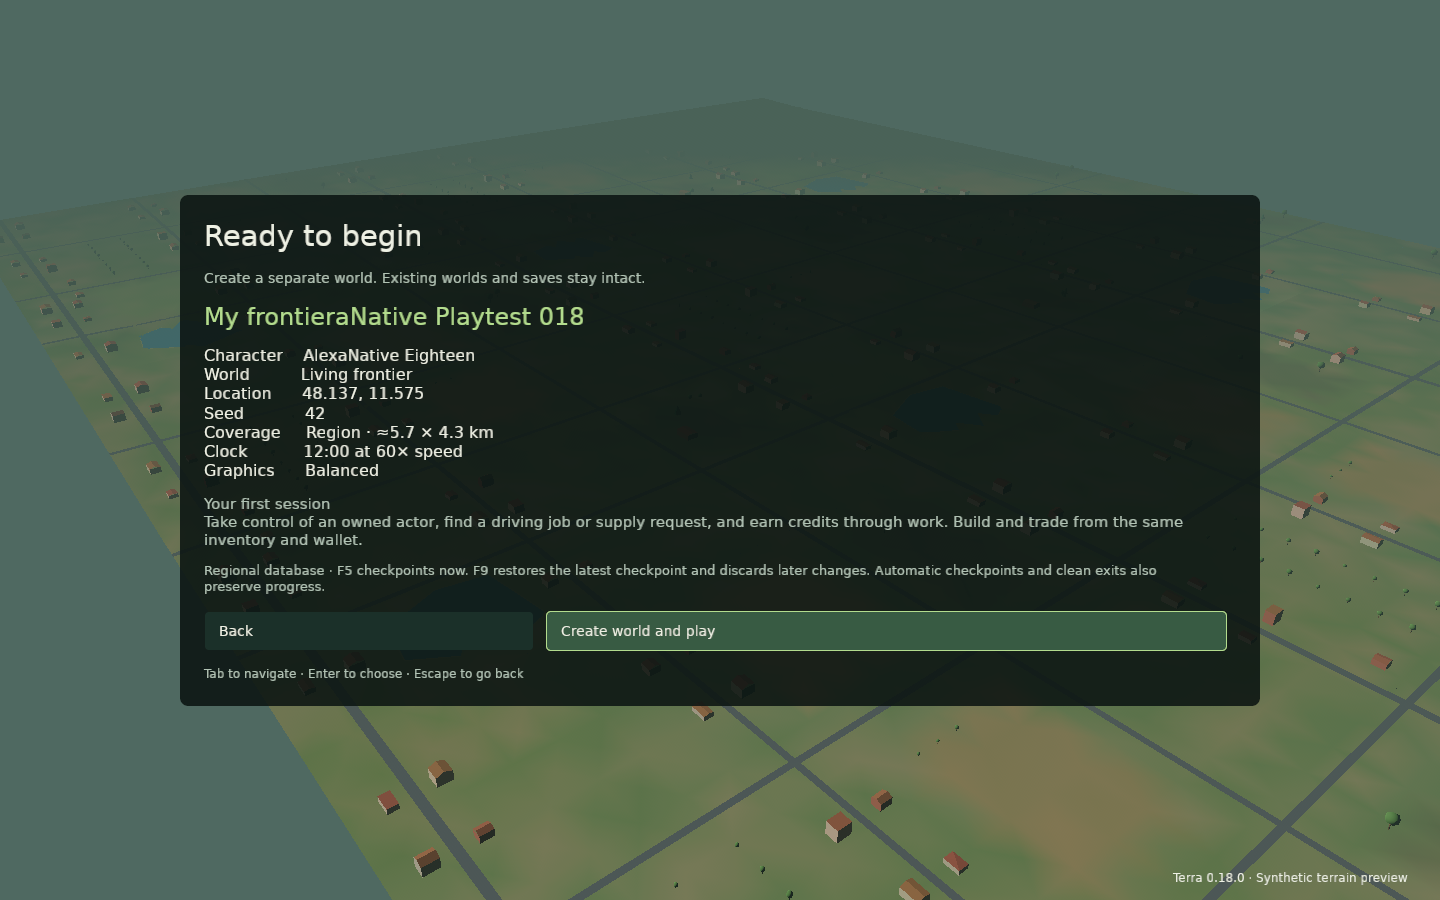 Ready to begin
Create a separate world. Existing worlds and saves stay intact.
My frontieraNative Playtest 018
Character AlexaNative Eighteen
World Living frontier
Location 48.137, 11.575
Seed 42
Coverage Region · ≈5.7 × 4.3 km
Clock 12:00 at 60× speed
Graphics Balanced
Your first session
Take control of an owned actor, find a driving job or supply request, and earn credits through work. Build and trade from the same
inventory and wallet.
Regional database · F5 checkpoints now. F9 restores the latest checkpoint and discards later changes. Automatic checkpoints and clean exits also
preserve progress.
Back
Create world and play
Tab to navigate · Enter to choose · Escape to go back
Terra 0.18.0 · Synthetic terrain preview